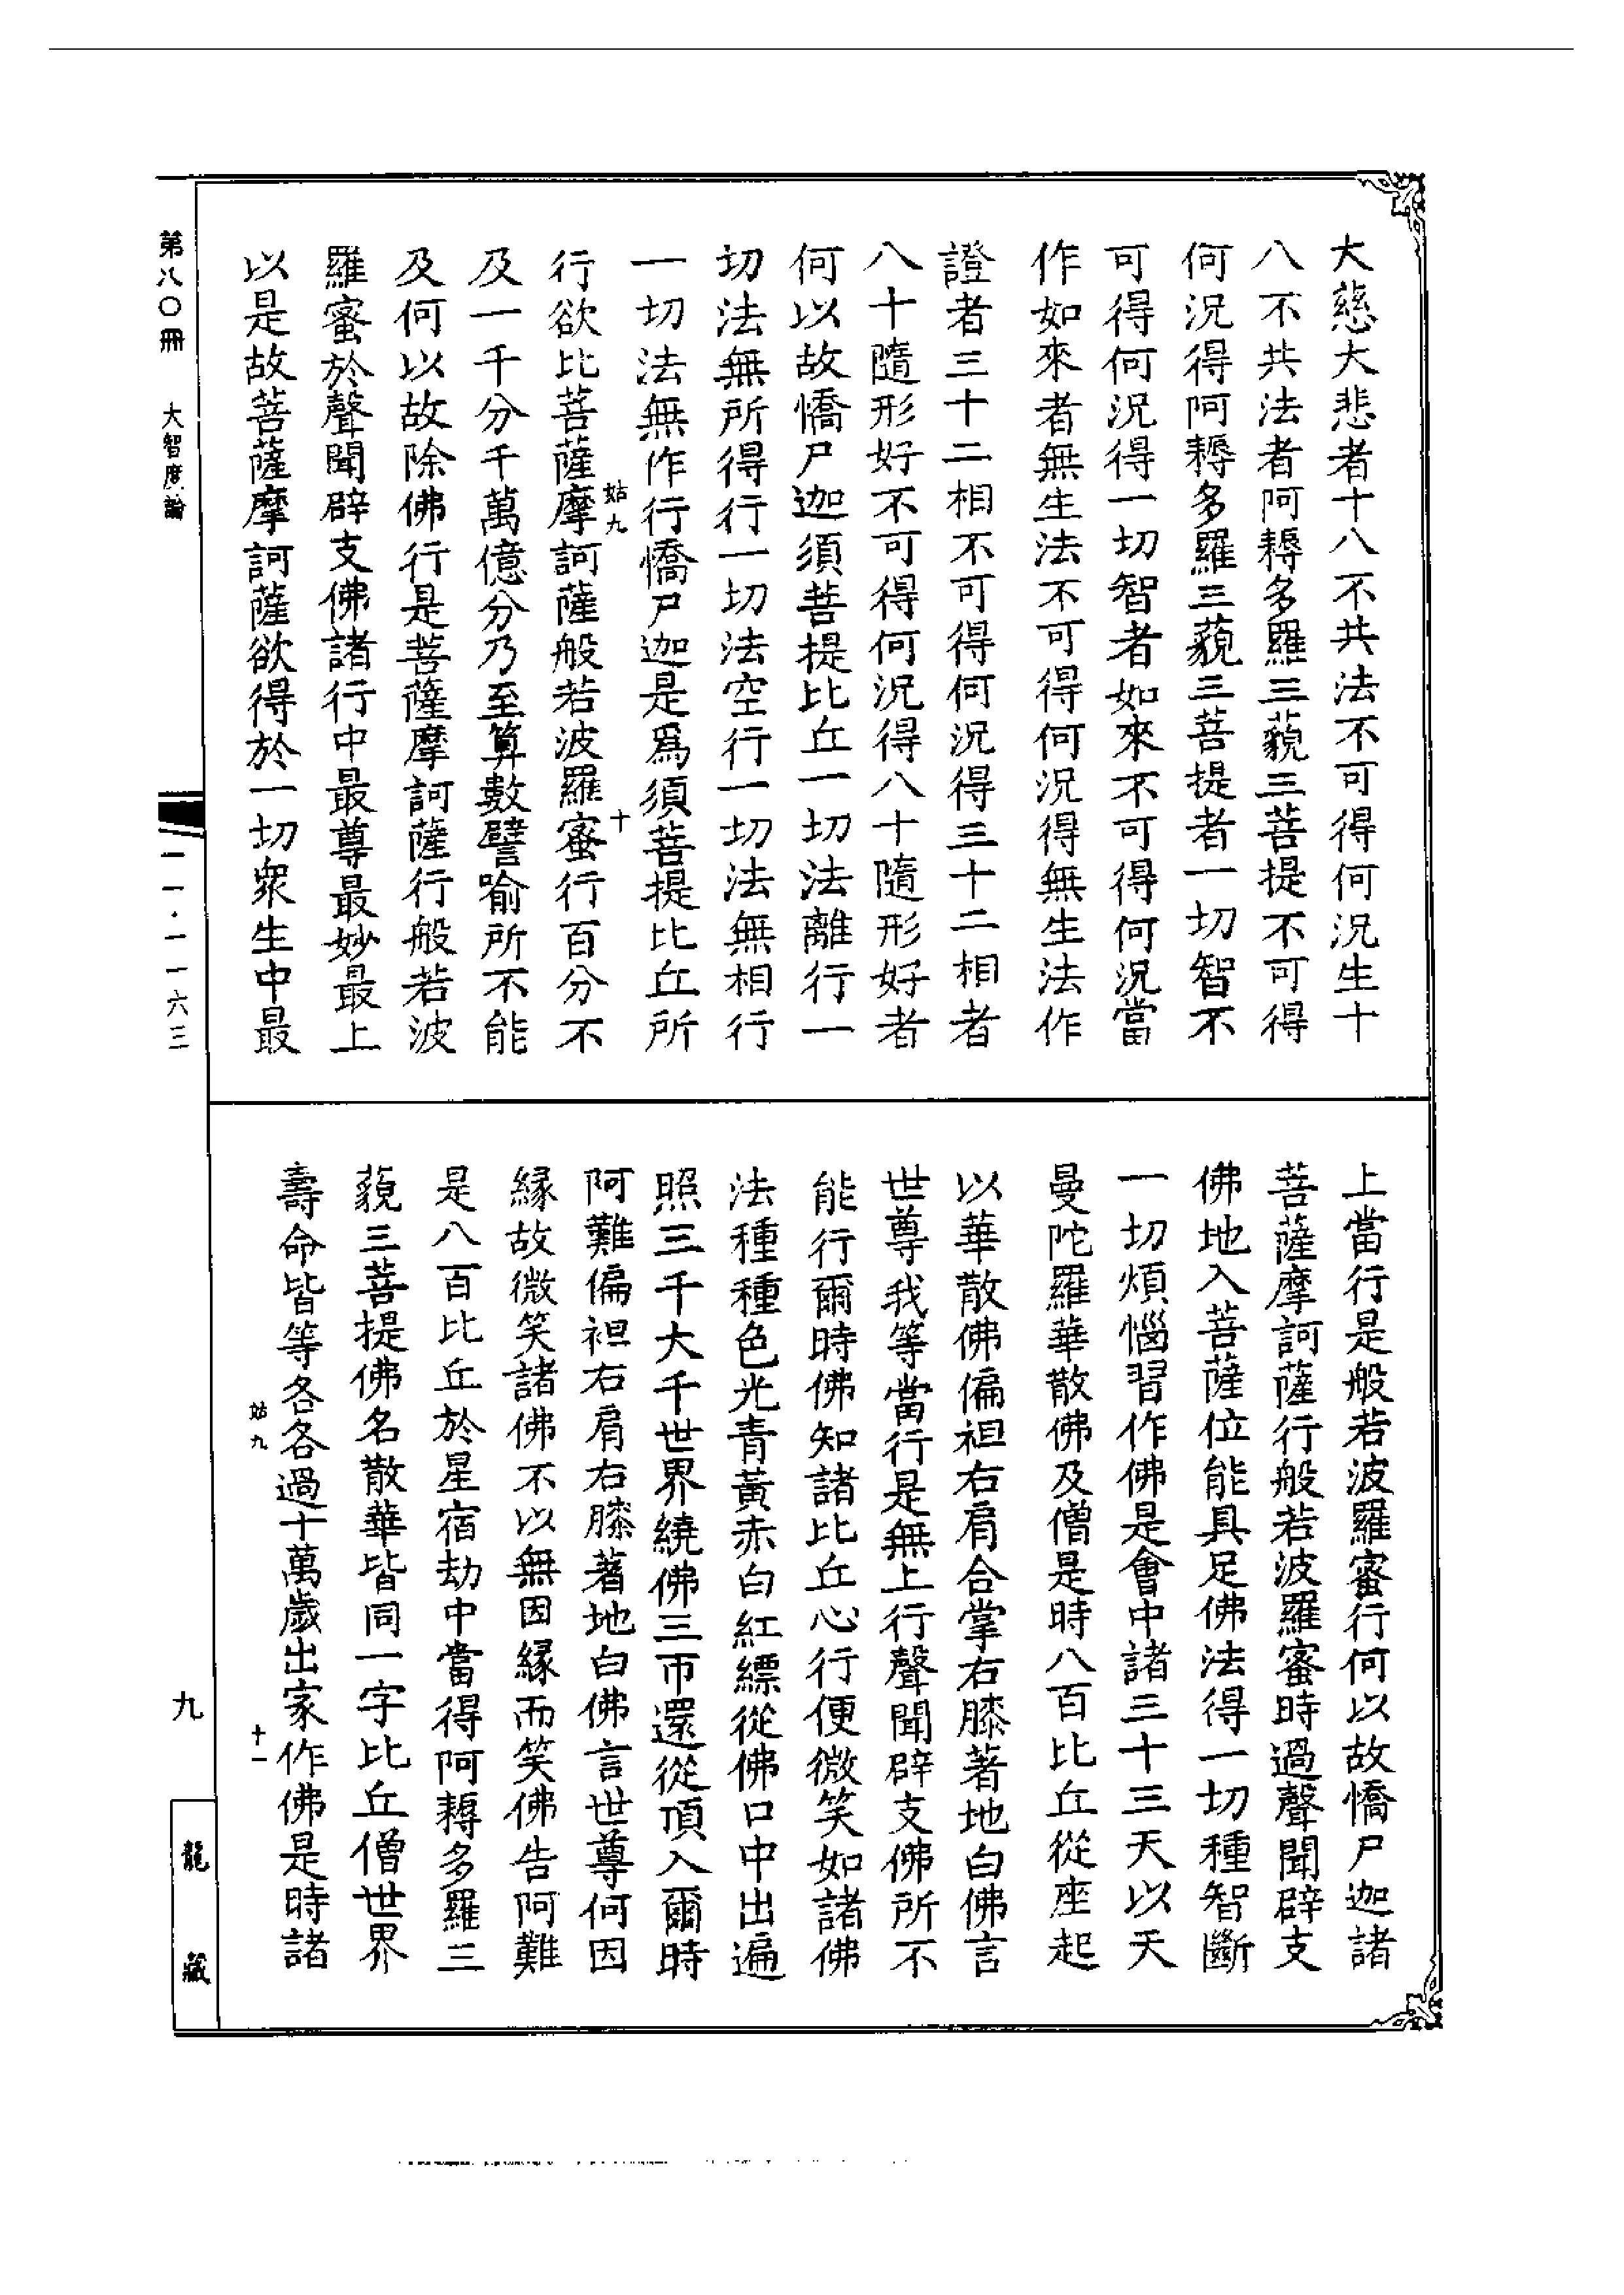 大慈大悲者十八不共法不可得何況生十
八不共法者阿耨多羅三藐三菩提不可得
何況得阿耨多羅三藐三菩提者一切智不
可得何況得一切智者如來不可得何況當
作如來者無生法不可得何況得無生法作
證者三十二相不可得何況得三十二相者
八十隨形好不可得何況得八十隨形好者
何以故憍尸迦須菩提比丘一切法離行一
切法無所得行一切法空行一切法無相行
一切法無作行憍尸迦是爲須菩提比丘所
姑九
十
行欲比菩薩摩訶薩般若波羅蜜行百分不
及一千分千萬億分乃至算數譬喻所不能
及何以故除佛行是菩薩摩訶薩行般若波
羅蜜於聲聞辟支佛諸行中最尊最妙最上
以是故菩薩摩訶薩欲得於一切衆生中最
上當行是般若波羅蜜行何以故憍尸迦諸
菩薩摩訶薩行般若波羅蜜時過聲聞辟支
佛地入菩薩位能具足佛法得一切種智斷
一切煩惱習作佛是會中諸三十三天以天
曼陀羅華散佛及僧是時八百比丘從座起
以華散佛偏袒右肩合掌右膝著地白佛言
世尊我等當行是無上行聲聞辟支佛所不
能行爾時佛知諸比丘心行便微笑如諸佛
法種種色光青黃赤白紅縹從佛口中出遍
照三千大千世界繞佛三帀還從頂入爾時
阿難偏袒右肩右膝著地白佛言世尊何因
緣故微笑諸佛不以無因緣而笑佛告阿難
是八百比丘於星宿劫中當得阿耨多羅三
藐三菩提佛名散華皆同一字比丘僧世界
壽命皆等各各過十萬歲出家作佛是時諸
姑九
十一
第八〇冊 大智度論
一一·一一六三
九
龍藏